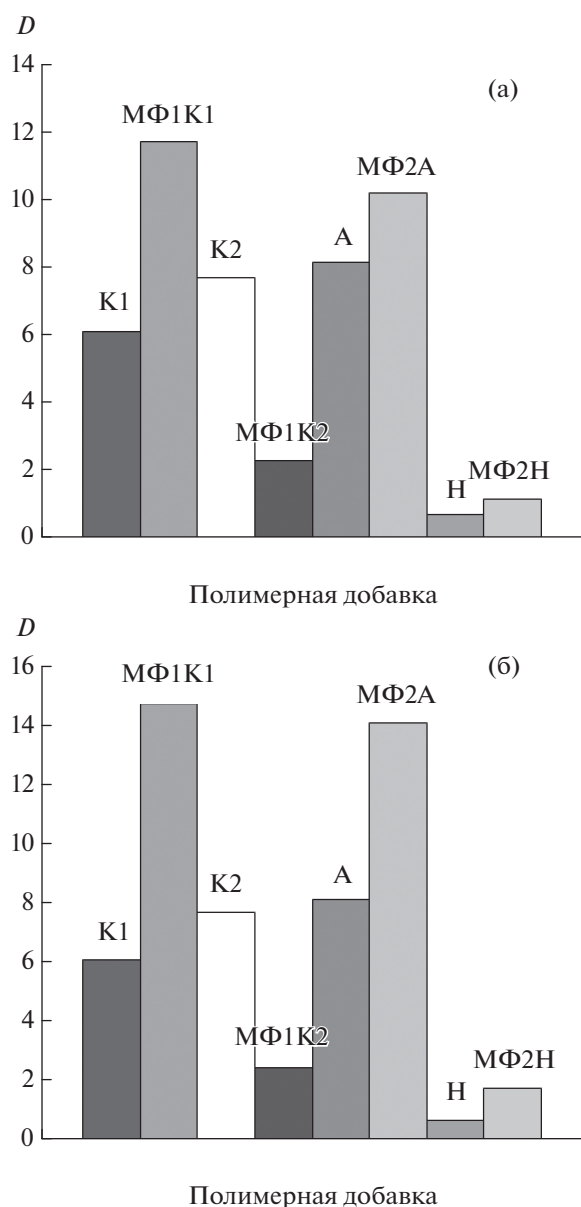 D
14
(а)
МФ1К1
12
МФ2А
10
К2
А
8
К1
6
4
МФ1К2
2
Н
МФ2Н
0
Полимерная добавка
D
16
(б)
МФ1К1
МФ2А
14
12
10
К2
А
8
К1
6
4
МФ1К2
МФ2Н
2
Н
0
Полимерная добавка